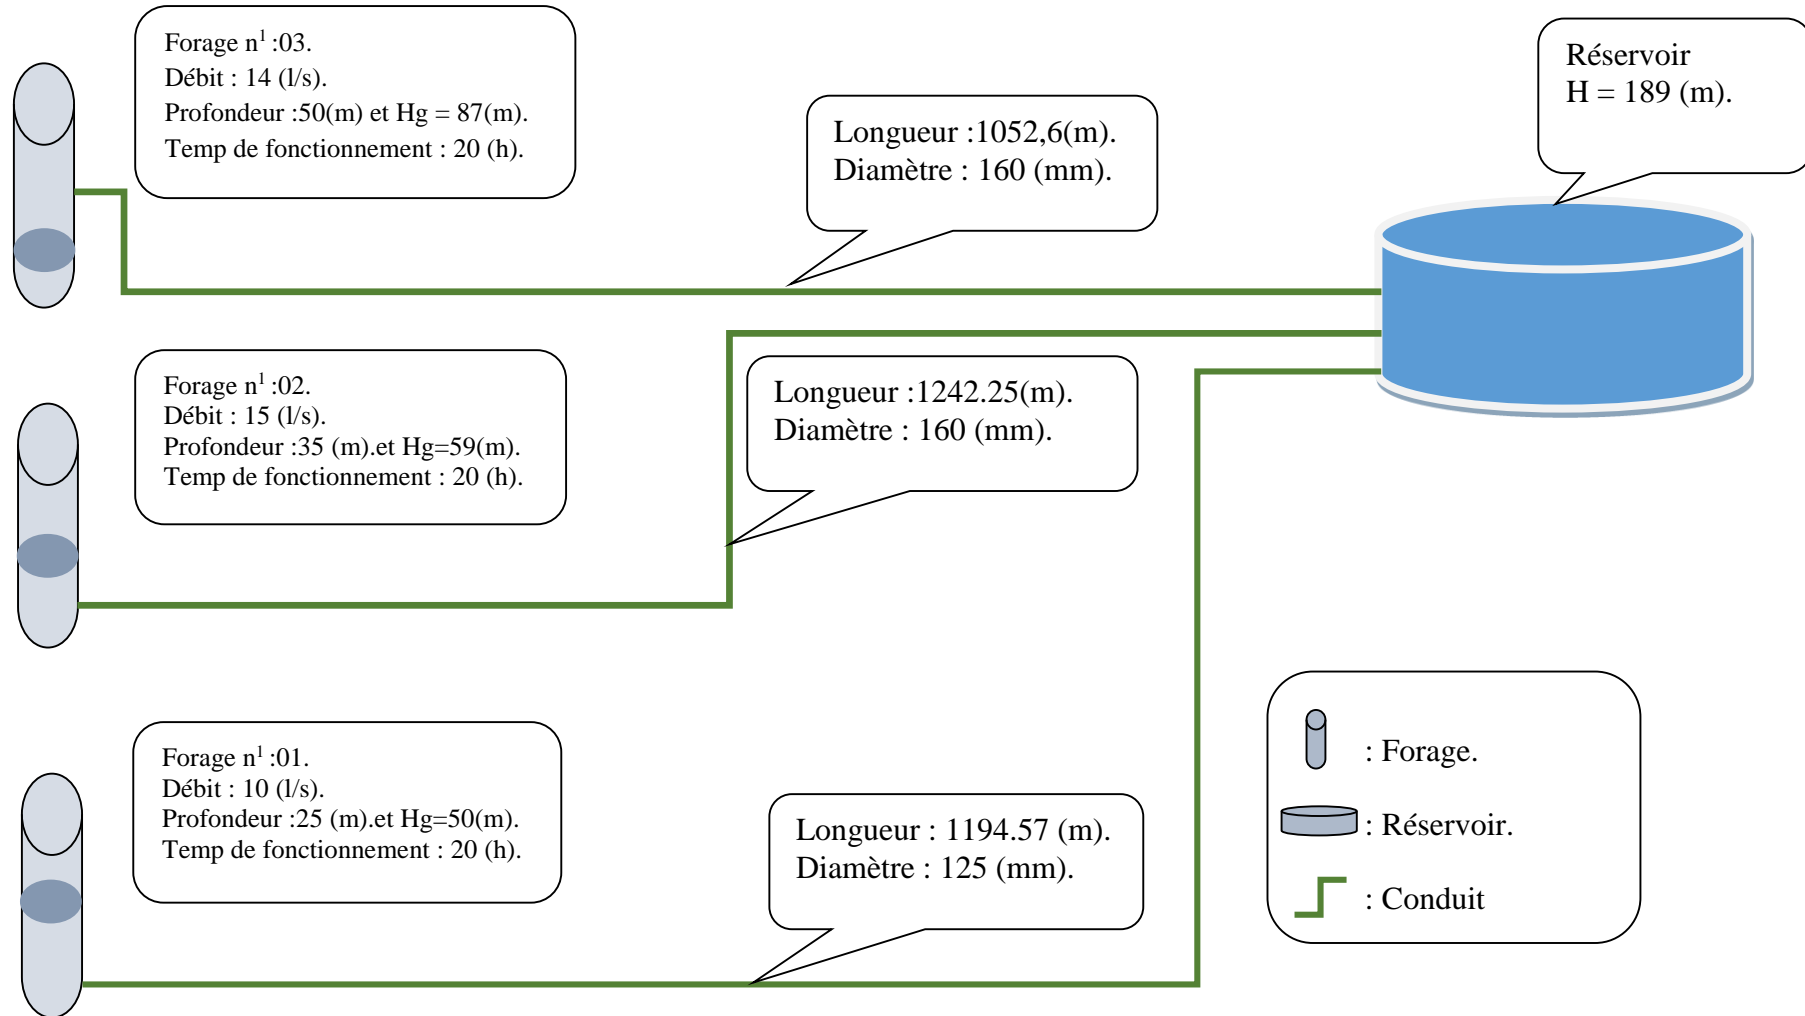 Forage n¹ :03.
Débit : 14 (l/s).
Profondeur :50(m) et Hg = 87(m).
Temp de fonctionnement : 20 (h).
Longueur :1052,6(m).
Diamètre : 160 (mm).
Réservoir
H = 189 (m).
Forage n¹ :02.
Débit : 15 (l/s).
Profondeur :35 (m).et Hg=59(m).
Temp de fonctionnement : 20 (h).
Longueur :1242.25(m).
Diamètre : 160 (mm).
Forage n¹ :01.
Débit : 10 (l/s).
Profondeur :25 (m).et Hg=50(m).
Temp de fonctionnement : 20 (h).
Longueur : 1194.57 (m).
Diamètre : 125 (mm).
: Forage.
: Réservoir.
: Conduit